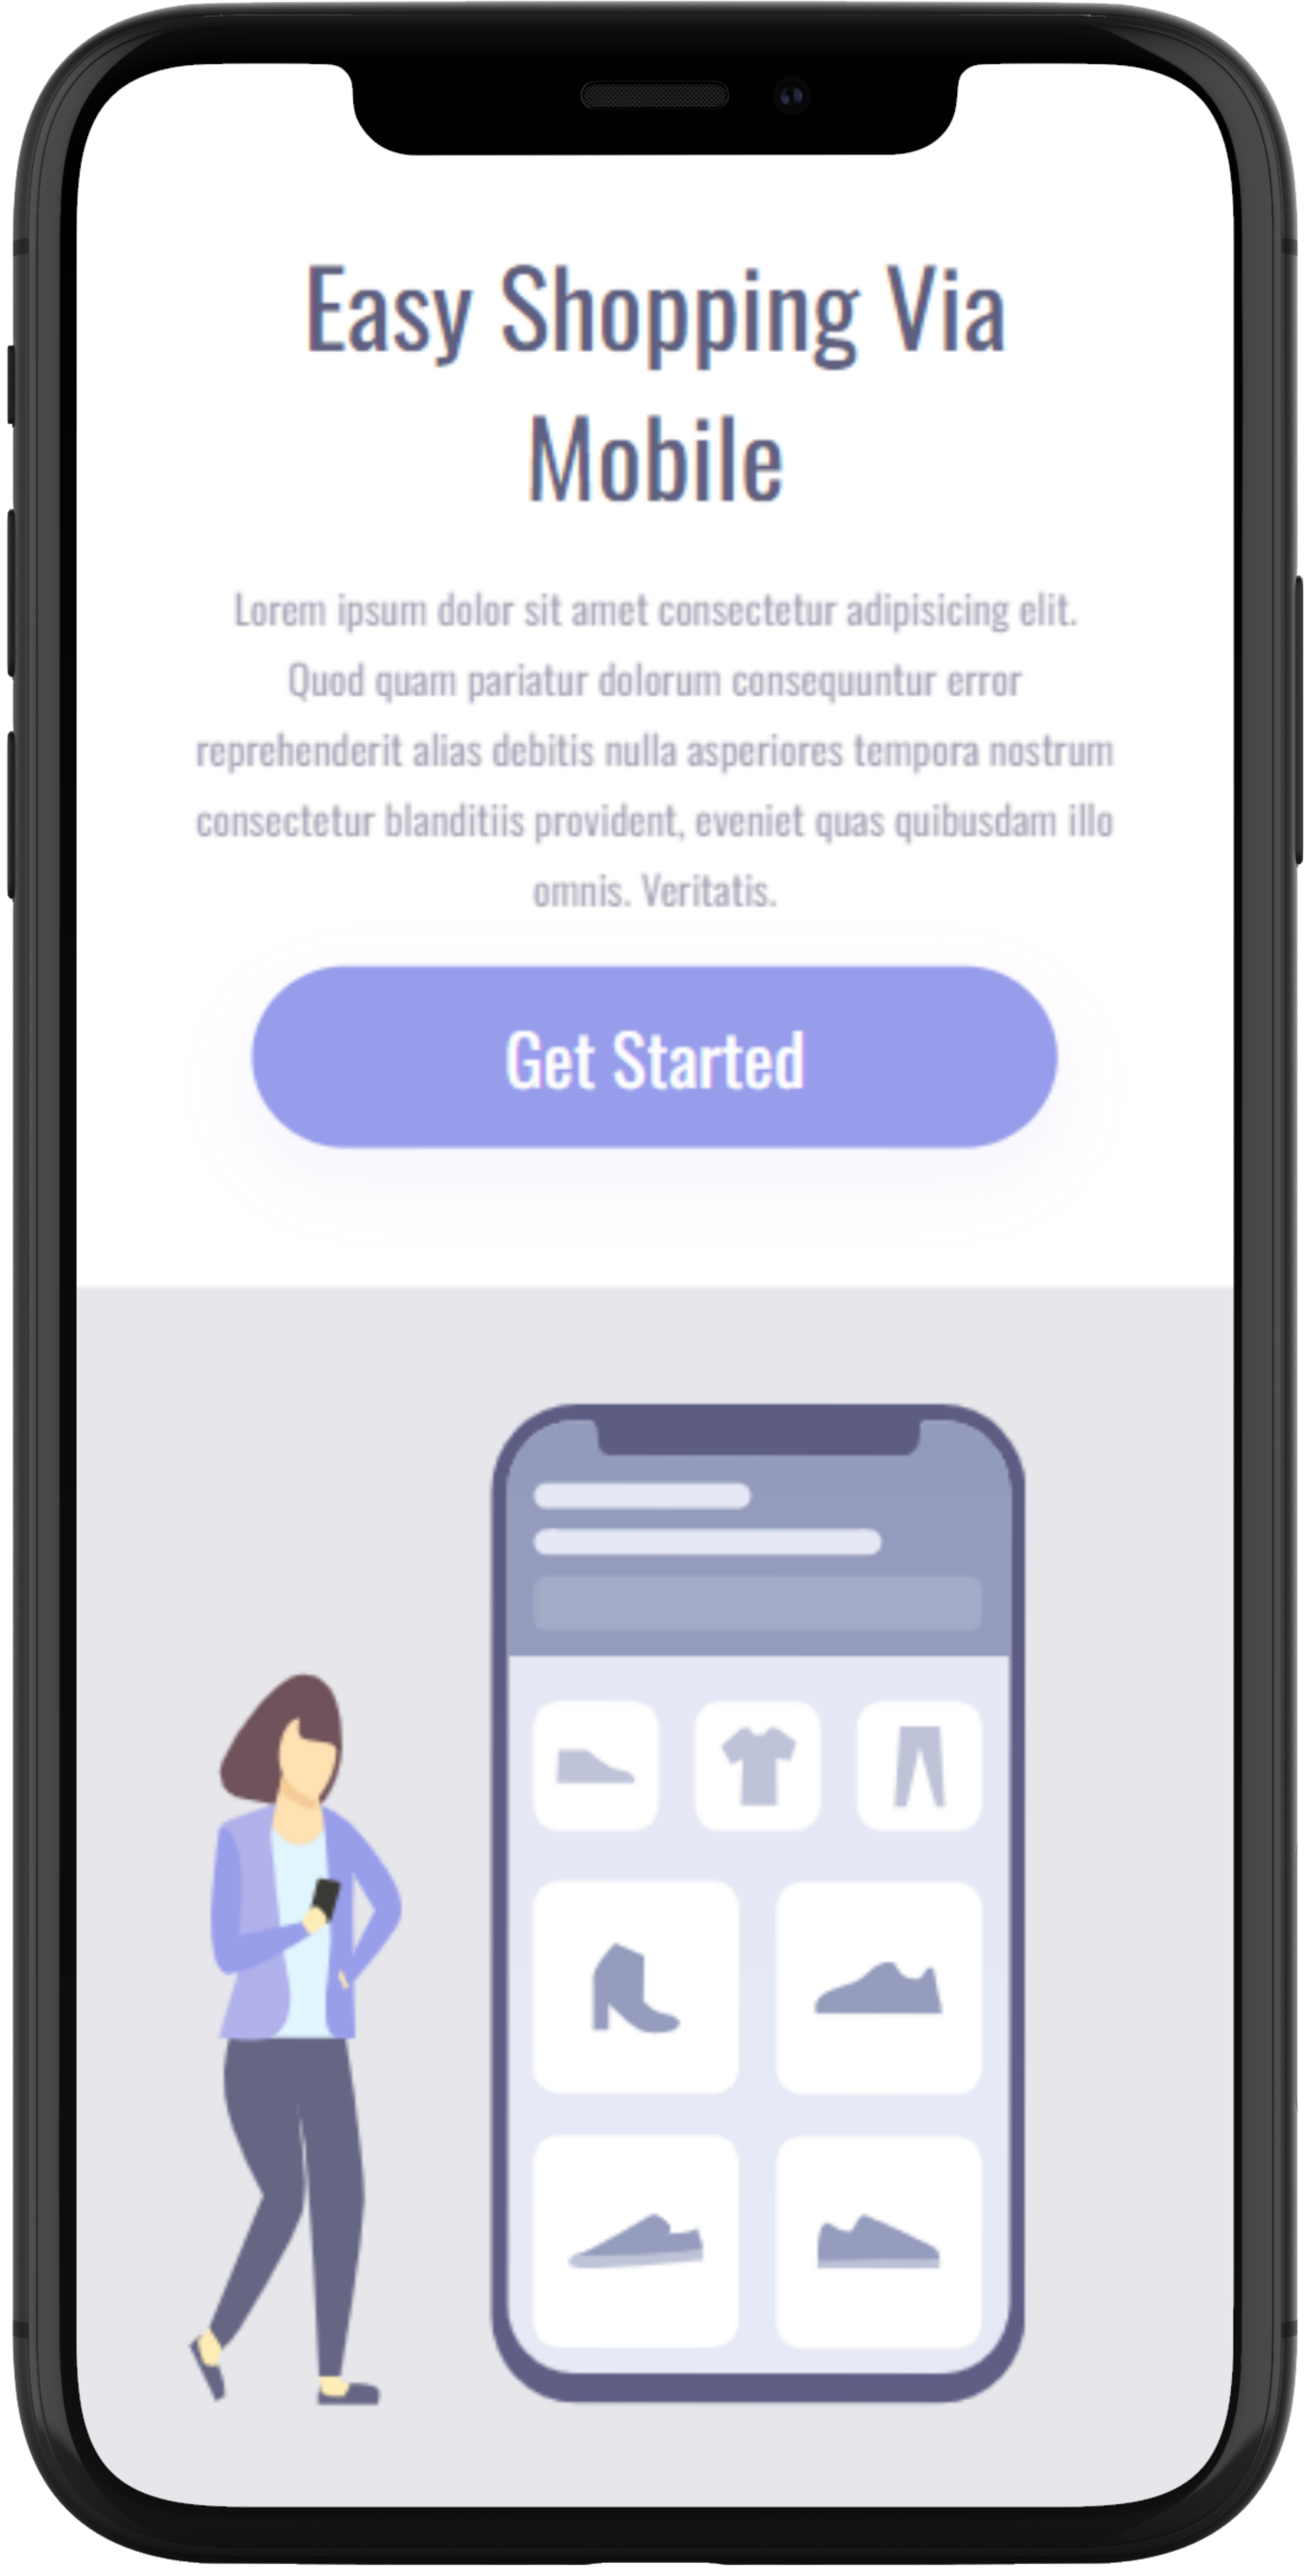 Easy Shopping Via
Mobile
Lorem ipsum dolor sit amet consectetur adipisicing elit.
Quod quam pariatur dolorum consequuntur error
reprehenderit alias debitis nulla asperiores tempora nostrum
consectetur blanditiis provident, eveniet quas quibusdam illo
omnis. Veritatis.
Get Started